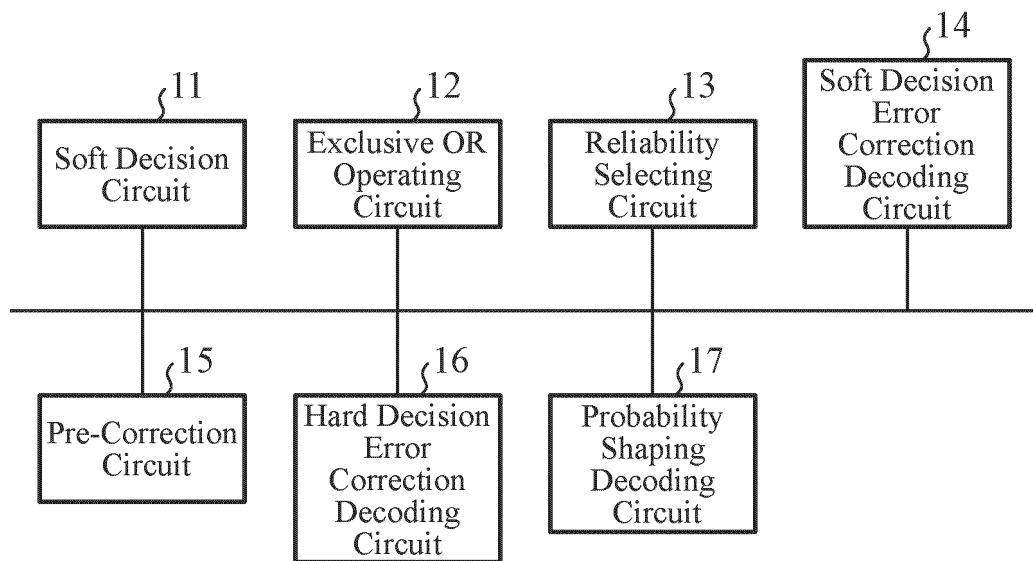 11
Soft Decision
Circuit
12
Exclusive OR
Operating
Circuit
13
Reliability
Selecting
Circuit
14
Soft Decision
Error
Correction
Decoding
Circuit
15
Pre-Correction
Circuit
16
Hard Decision
Error
Correction
Decoding
Circuit
17
Probability
Shaping
Decoding
Circuit